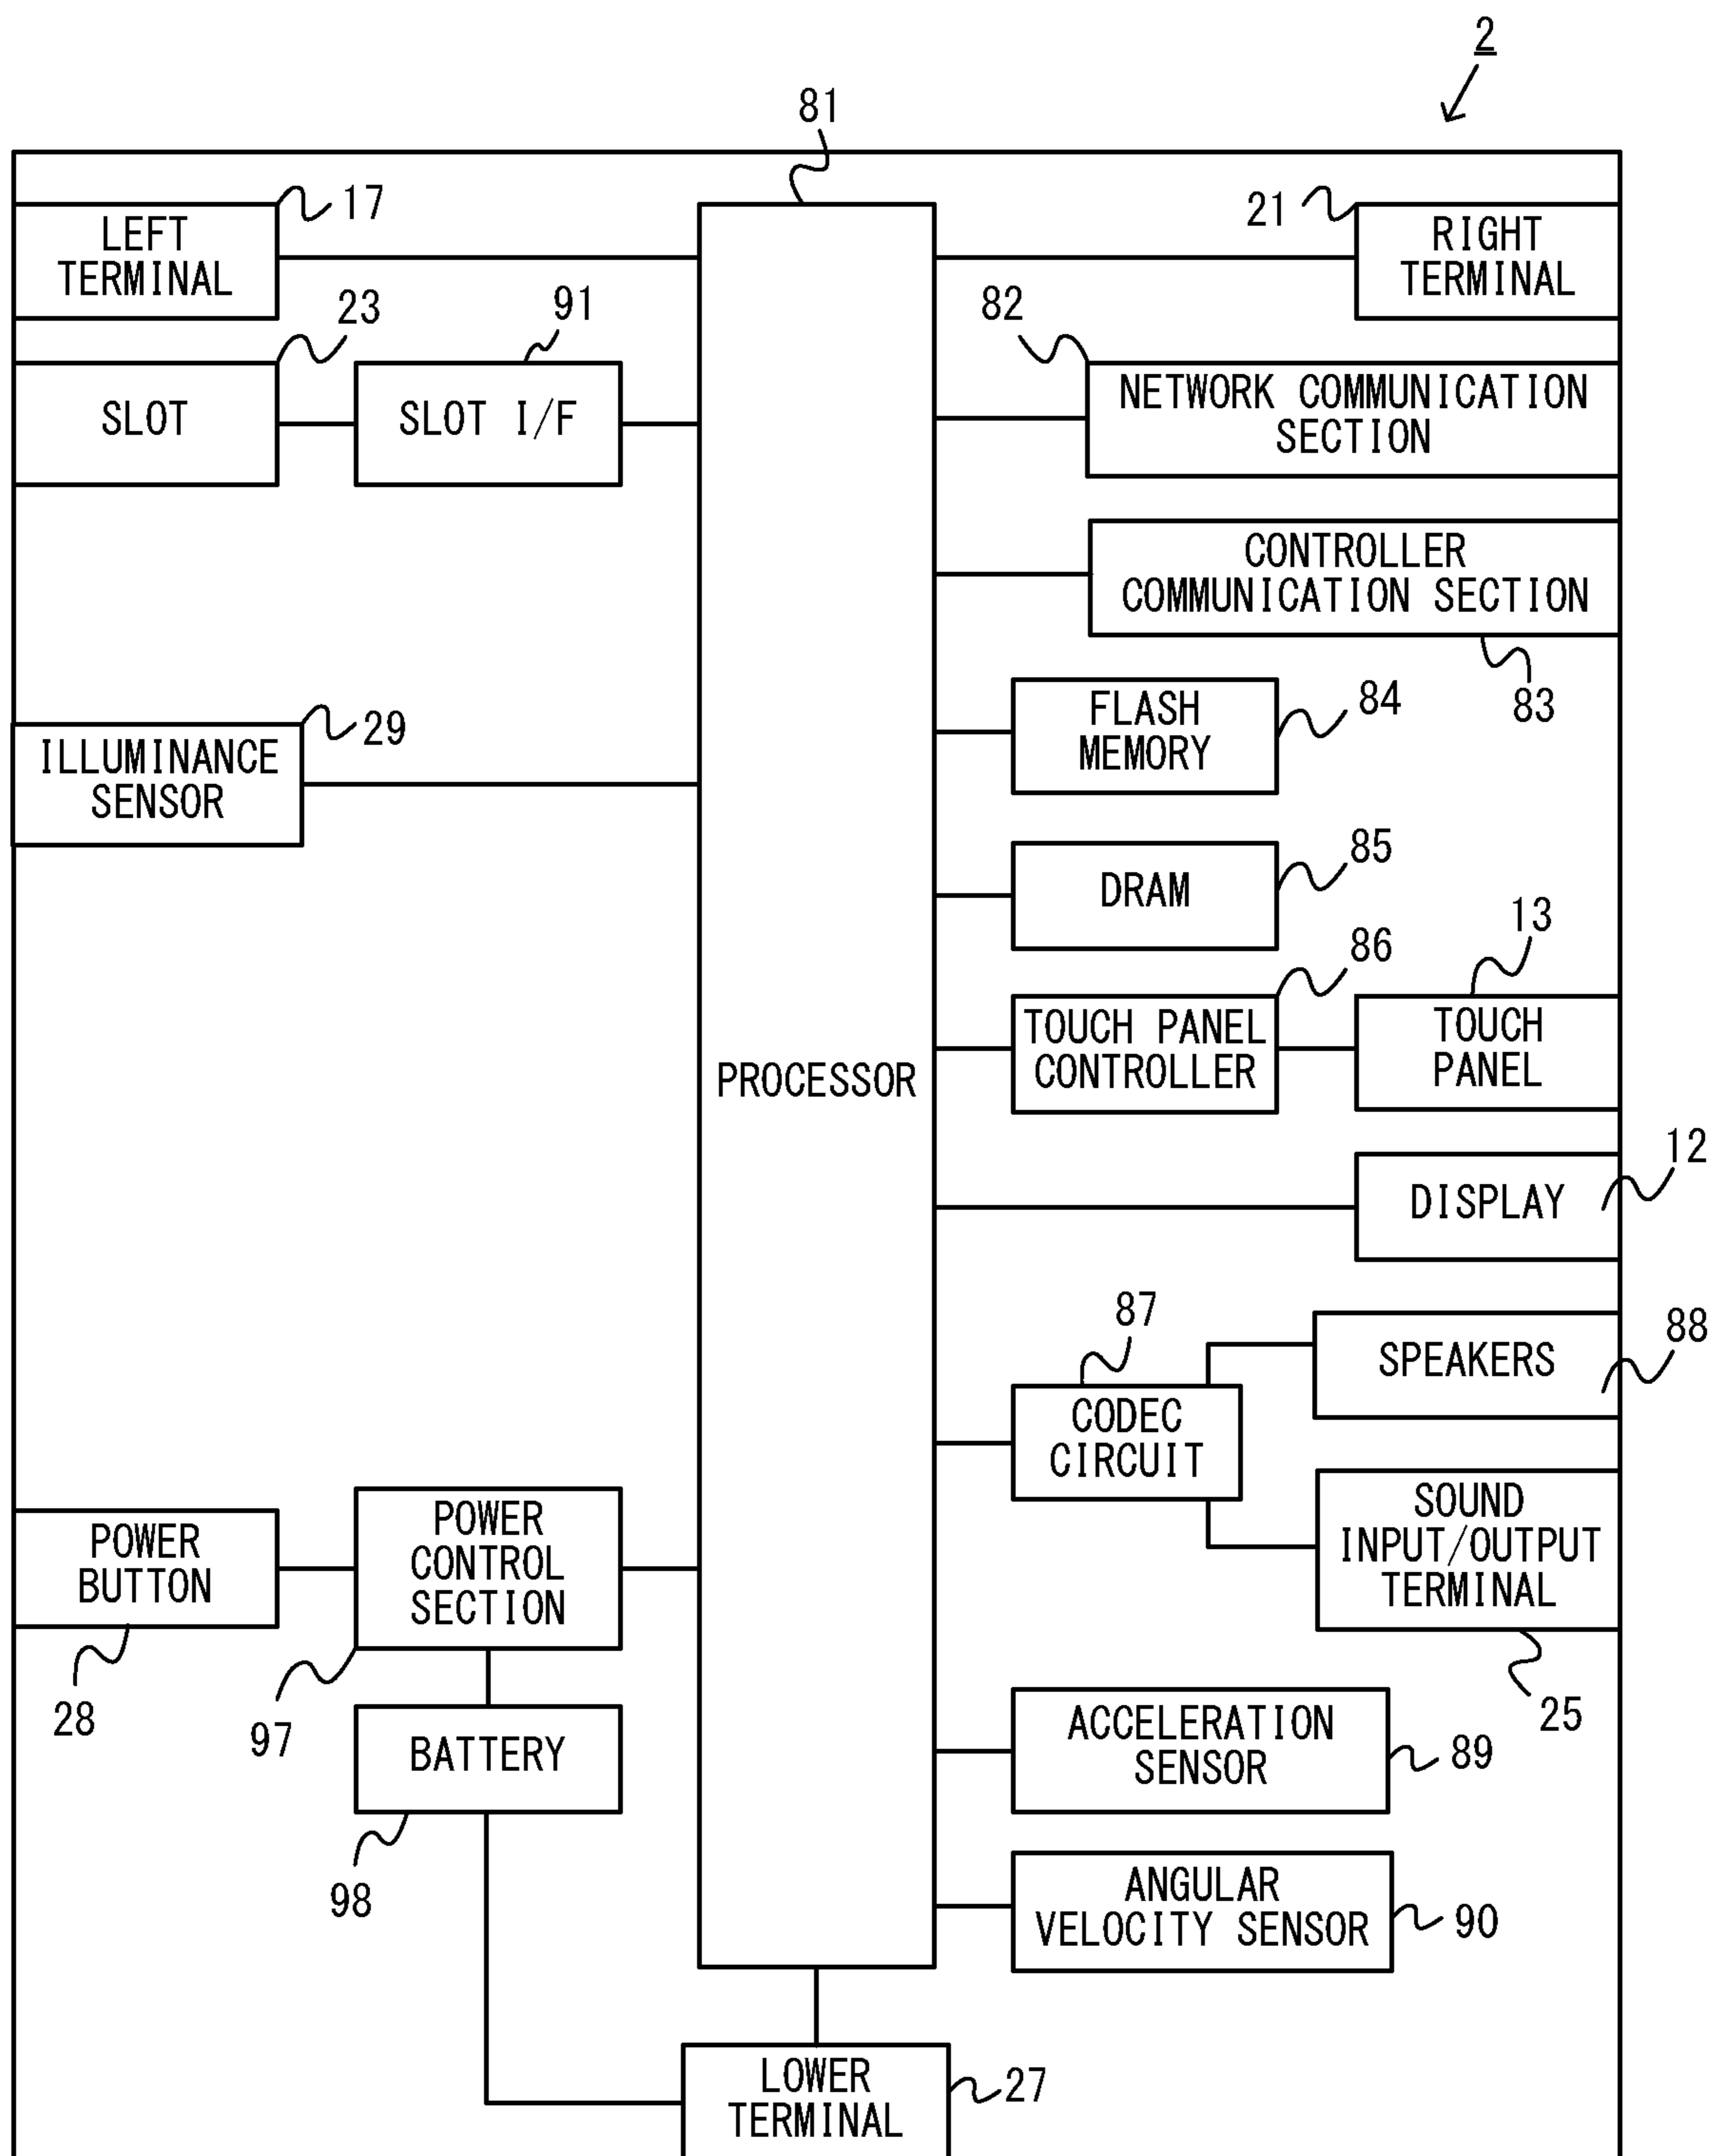 2
81
17
LEFT
TERMINAL
21
RIGHT
TERMINAL
23
SLOT
91
SLOT I/F
82
NETWORK COMMUNICATION
SECTION
CONTROLLER
COMMUNICATION SECTION
83
29
ILLUMINANCE
SENSOR
FLASH
MEMORY
84
DRAM
85
PROCESSOR
86
TOUCH PANEL
CONTROLLER
13
TOUCH
PANEL
DISPLAY
12
87
CODEC
CIRCUIT
SPEAKERS
88
SOUND
INPUT/OUTPUT
TERMINAL
25
POWER
BUTTON
28
POWER
CONTROL
SECTION
97
BATTERY
98
ACCELERATION
SENSOR
89
ANGULAR
VELOCITY SENSOR
90
LOWER
TERMINAL
27